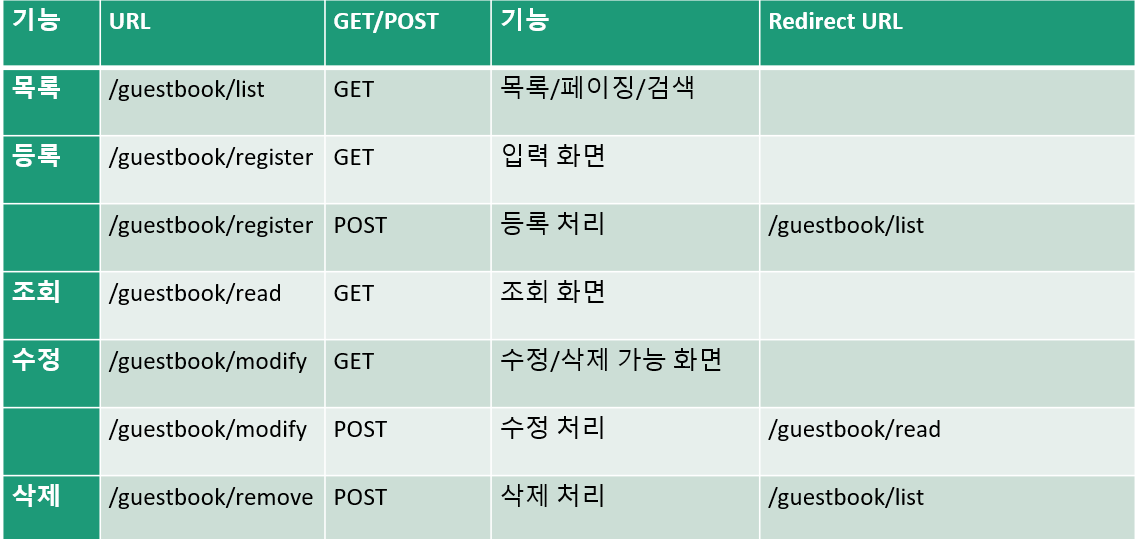 기능 URL GET/POST 기능 Redirect URL
목록 /guestbook/list GET 목록/페이징/검색
등록 /guestbook/register GET 입력 화면
/guestbook/register POST 등록 처리 /guestbook/list
조회 /guestbook/read GET 조회 화면
수정 /guestbook/modify GET 수정/삭제 가능 화면
/guestbook/modify POST 수정 처리 /guestbook/read
삭제 /guestbook/remove POST 삭제 처리 /guestbook/list